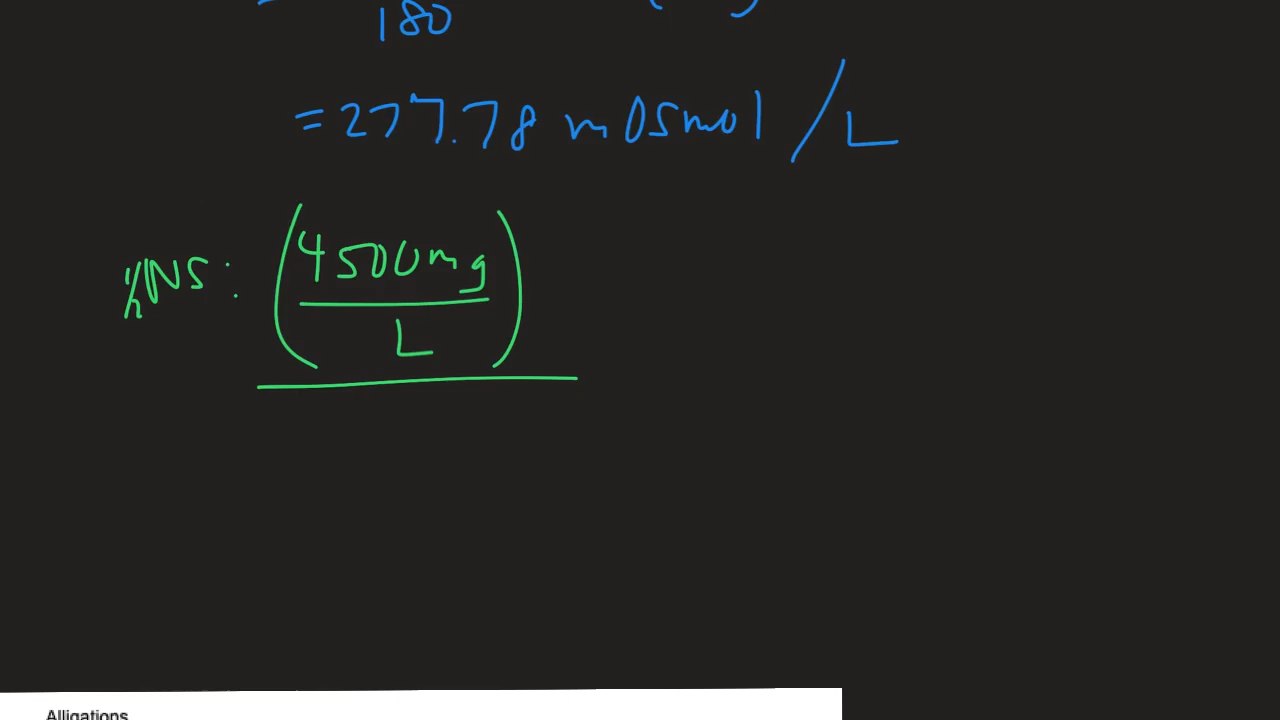 180
= 277.78 mOsmol / L
½NS: (4500mg
L)
Alligations